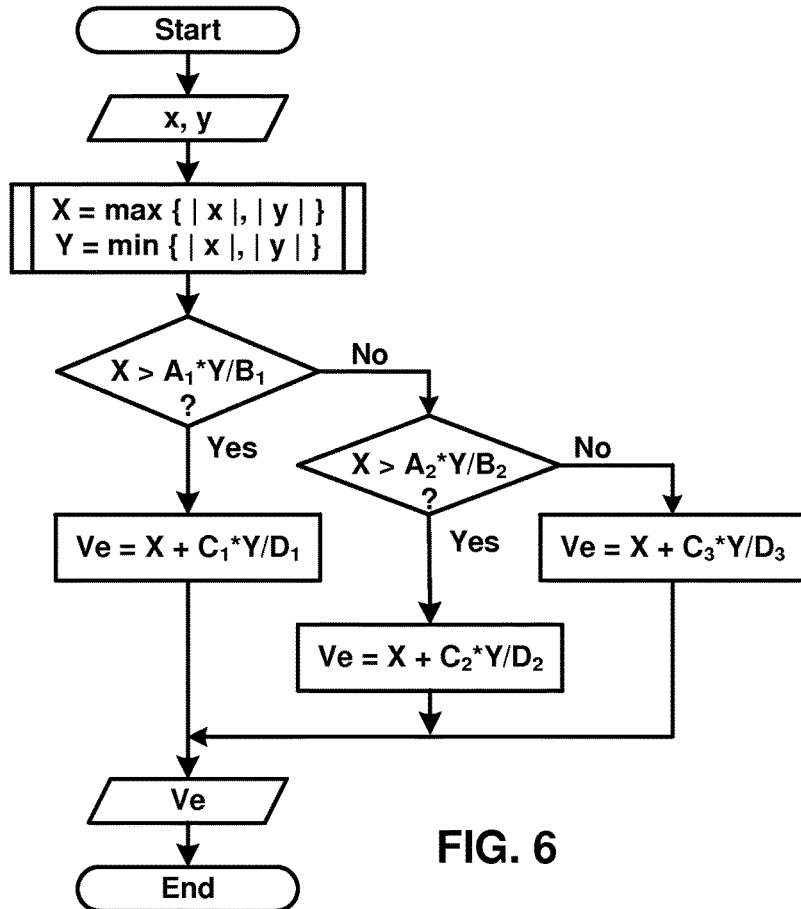 Start
x, y
X = max { | x |, | y | }
Y = min { | x |, | y | }
X > A₁*Y/B₁
?
No
Yes
X > A₂*Y/B₂
?
No
Yes
Ve = X + C₁*Y/D₁
Ve = X + C₃*Y/D₃
Ve = X + C₂*Y/D₂
Ve
FIG. 6
End